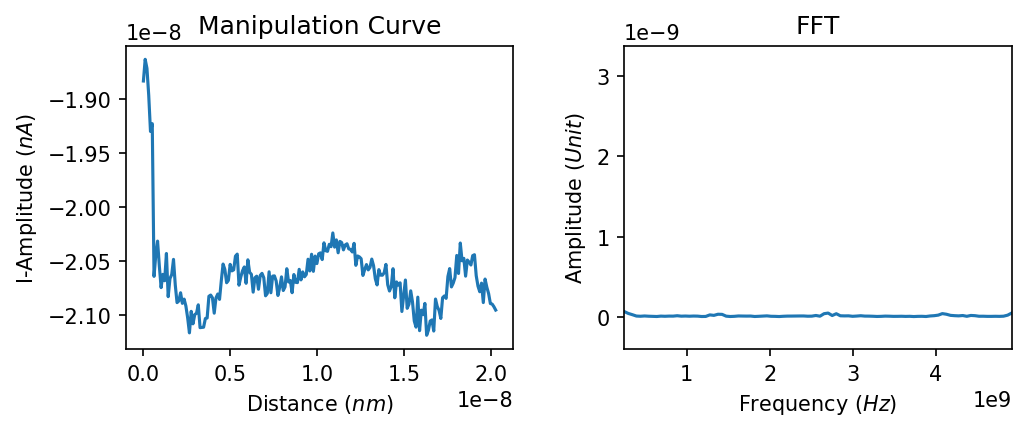 Manipulation Curve
1e−8
I-Amplitude (nA)
−1.90
−1.95
−2.00
−2.05
−2.10
0.0 0.5 1.0 1.5 2.0
1e−8
Distance (nm)
FFT
1e−9
Amplitude (Unit)
3
2
1
0
1 2 3 4
1e9
Frequency (Hz)